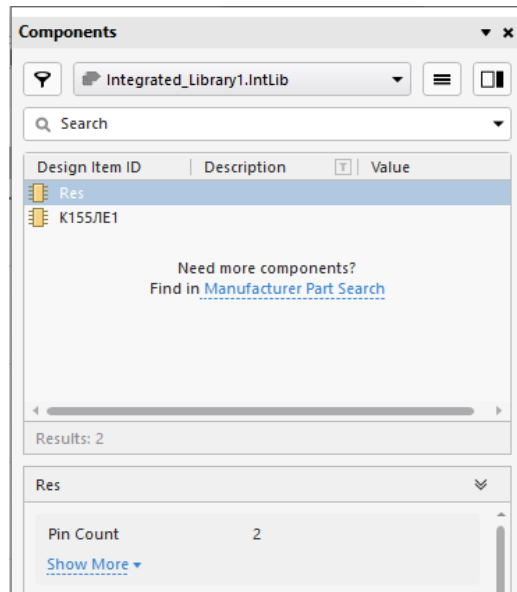 Components
Integrated_Library1.IntLib
Search
Design Item ID Description T Value
Res
К155ЛЕ1
Need more components?
Find in Manufacturer Part Search
Results: 2
Res
Pin Count 2
Show More